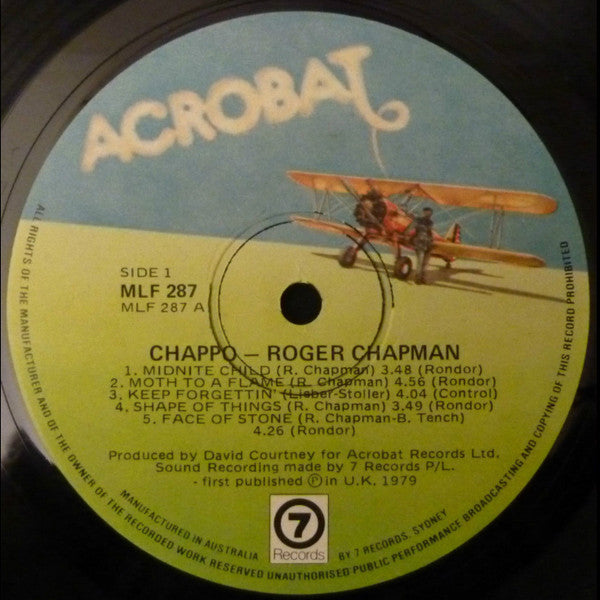 ACROBAT
SIDE 1
MLF 287
MLF 287 A
CHAPPO – ROGER CHAPMAN
1. MIDNITE CHILD (R. Chapman) 3.48 (Rondor)
2. MOTH TO A FLAME (R. Chapman) 4.56 (Rondor)
3. KEEP FORGETTIN' (Lieber-Stoller) 4.04 (Control)
4. SHAPE OF THINGS (R. Chapman) 3.49 (Rondor)
5. FACE OF STONE (R. Chapman-B. Tench)
4.26 (Rondor)
Produced by David Courtney for Acrobat Records Ltd.
Sound Recording made by 7 Records P/L.
- first published Ⓟ in U.K. 1979
7
Records
MANUFACTURED IN AUSTRALIA BY 7 RECORDS, SYDNEY
ALL RIGHTS OF THE MANUFACTURER AND OF THE OWNER OF THE RECORDED WORK RESERVED UNAUTHORISED PUBLIC PERFORMANCE BROADCASTING AND COPYING OF THIS RECORD PROHIBITED